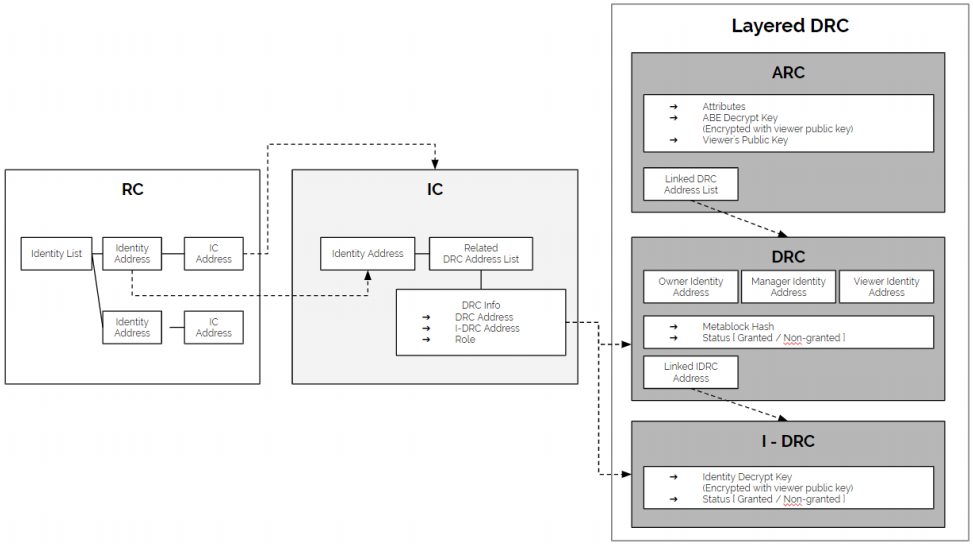 Layered DRC
ARC
➔ Attributes
➔ ABE Decrypt Key
(Encrypted with viewer public key)
➔ Viewer's Public Key
Linked DRC
Address List
RC
Identity List
Identity
Address
IC
Address
Identity
Address
IC
Address
IC
Identity Address
Related
DRC Address List
DRC Info
➔ DRC Address
➔ I-DRC Address
➔ Role
DRC
Owner Identity
Address
Manager Identity
Address
Viewer Identity
Address
➔ Metablock Hash
➔ Status [ Granted / Non-granted ]
Linked IDRC
Address
I - DRC
➔ Identity Decrypt Key
(Encrypted with viewer public key)
➔ Status [ Granted / Non-granted ]